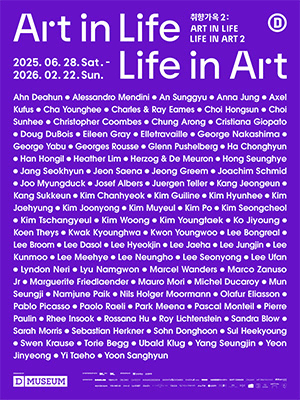 Art in Life
취향가옥 2:
ART IN LIFE
LIFE IN ART 2
D
2025. 06. 28. Sat. -
2026. 02. 22. Sun.
Life in Art
Ahn Deahun ● Alessandro Mendini ● An Sunggyu ● Anna Jung ● Axel
Kufus ● Cha Younghee ● Charles & Ray Eames ● Choi Hongsun ● Choi
Sunhee ● Christopher Coombes ● Chung Arong ● Cristiana Giopato
● Doug DuBois ● Eileen Gray ● Elletravaille ● George Nakashima ●
George Yabu ● Georges Rousse ● Glenn Pushelberg ● Ha Chonghyun
● Han Hongil ● Heather Lim ● Herzog & De Meuron ● Hong Seunghye
● Jang Seokhyun ● Jeon Saena ● Jeong Greem ● Joachim Schmid
● Joo Myungduck ● Josef Albers ● Juergen Teller ● Kang Jeongeun ●
Kang Sukkeun ● Kim Chanhyeok ● Kim Guiline ● Kim Hyunhee ● Kim
Jaehyung ● Kim Joonyong ● Kim Muyeul ● Kim Po ● Kim Seongcheol
● Kim Tschangyeul ● Kim Woong ● Kim Youngtaek ● Ko Jiyoung ●
Koen Theys ● Kwak Kyounghwa ● Kwon Youngwoo ● Lee Bongreal
● Lee Broom ● Lee Dasol ● Lee Hyeokjin ● Lee Jaeha ● Lee Jungjin ● Lee
Kunmoo ● Lee Meehye ● Lee Neungho ● Lee Seonyong ● Lee Ufan
● Lyndon Neri ● Lyu Namgwon ● Marcel Wanders ● Marco Zanuso
Jr ● Marguerite Friedlaender ● Mauro Mori ● Michel Ducaroy ● Mun
Seungji ● Namjune Paik ● Nils Holger Moormann ● Olafur Eliasson ●
Pablo Picasso ● Paolo Raeli ● Park Meena ● Pascal Monteil ● Pierre
Paulin ● Rhee Insook ● Rossana Hu ● Roy Lichtenstein ● Sandra Blow ●
Sarah Morris ● Sebastian Herkner ● Sohn Donghoon ● Sul Heekyoung
● Swen Krause ● Torie Begg ● Ubald Klug ● Yang Seungjin ● Yeon
Jinyeong ● Yi Taeho ● Yoon Sanghyun
D MUSEUM